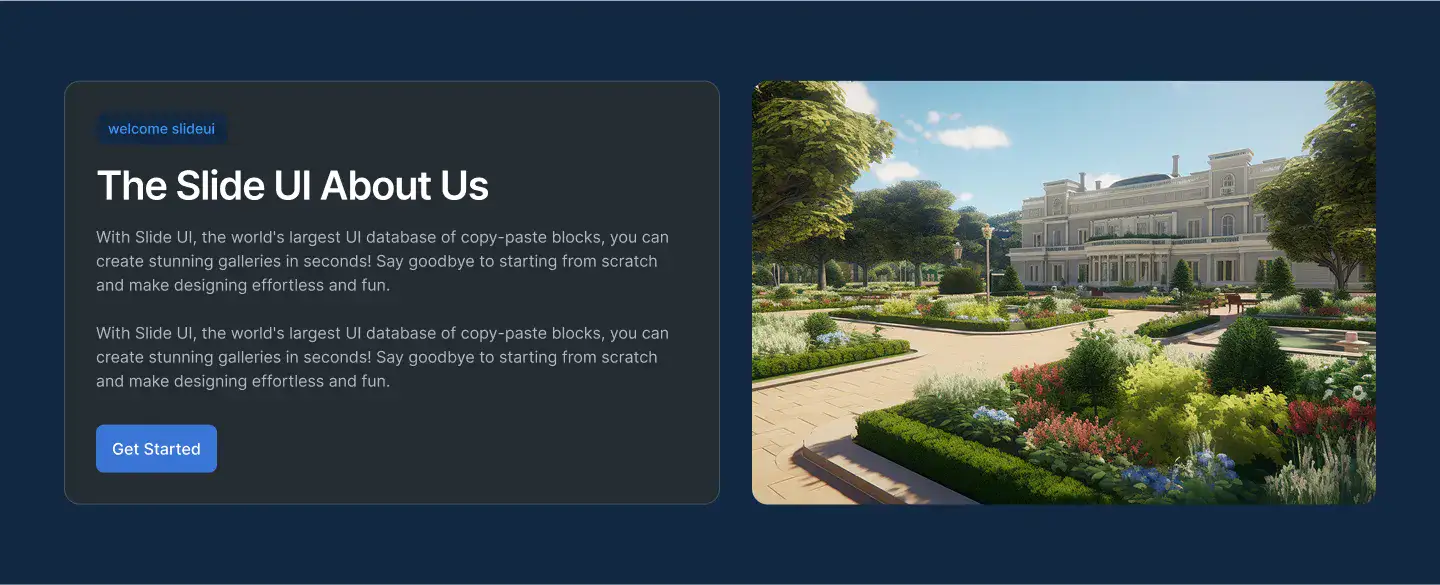 welcome slideui
The Slide UI About Us
With Slide UI, the world's largest UI database of copy-paste blocks, you can
create stunning galleries in seconds! Say goodbye to starting from scratch
and make designing effortless and fun.
With Slide UI, the world's largest UI database of copy-paste blocks, you can
create stunning galleries in seconds! Say goodbye to starting from scratch
and make designing effortless and fun.
Get Started